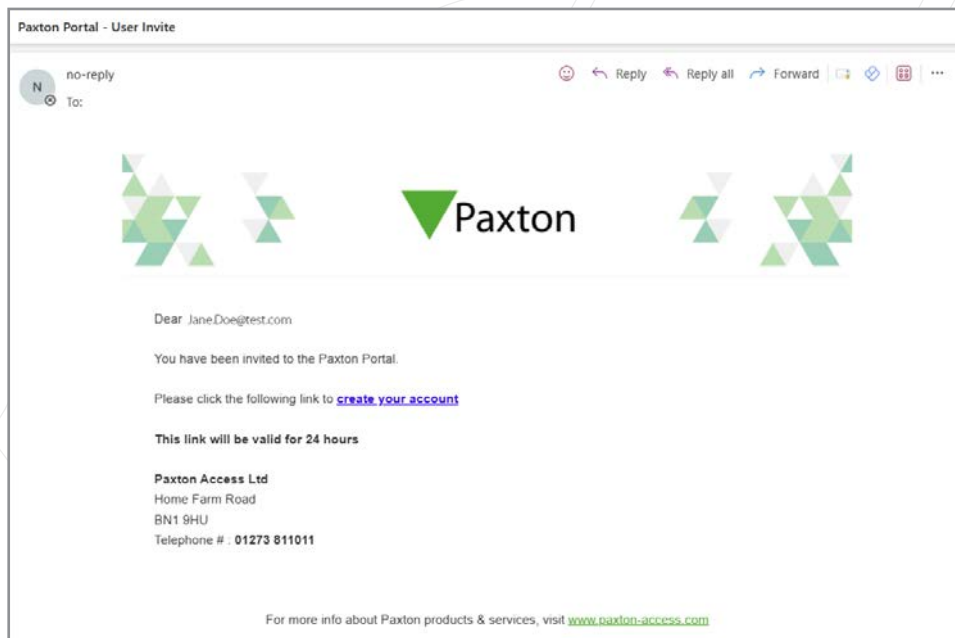 Paxton Portal - User Invite
N
no-reply
Reply
Reply all
Forward
To:
Paxton
Dear Jane.Doe@test.com
You have been invited to the Paxton Portal.
Please click the following link to create your account
This link will be valid for 24 hours
Paxton Access Ltd
Home Farm Road
BN1 9HU
Telephone # : 01273 811011
For more info about Paxton products & services, visit www.paxton-access.com